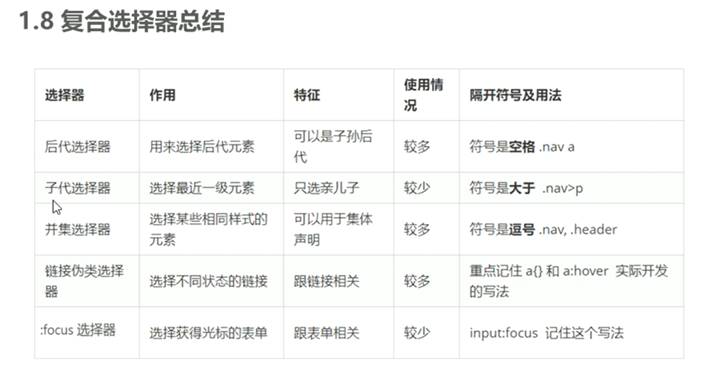 1.8 复合选择器总结
选择器 作用 特征 使用情
况 隔开符号及用法
后代选择器 用来选择后代元素 可以是子孙后
代 较多 符号是空格 .nav a
子代选择器 选择最近一级元素 只选亲儿子 较少 符号是大于 .nav>p
并集选择器 选择某些相同样式的
元素 可以用于集体
声明 较多 符号是逗号 .nav, .header
链接伪类选择
器 选择不同状态的链接 跟链接相关 较多 重点记住 a{} 和 a:hover 实际开发
的写法
:focus 选择器 选择获得光标的表单 跟表单相关 较少 input:focus 记住这个写法